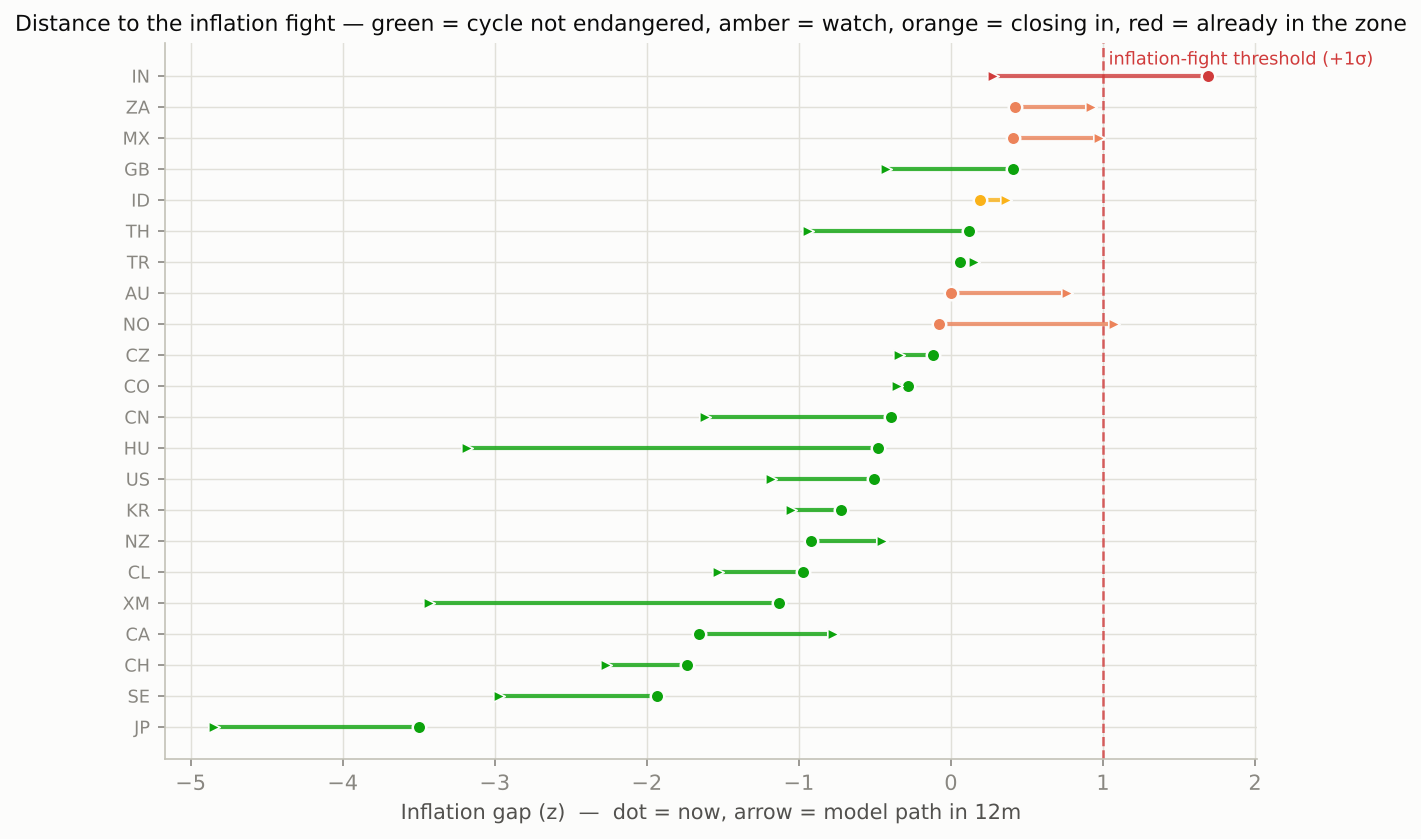 Distance to the inflation fight — green = cycle not endangered, amber = watch, orange = closing in, red = already in the zone
inflation-fight threshold (+1σ)
IN
ZA
MX
GB
ID
TH
TR
AU
NO
CZ
CO
CN
HU
US
KR
NZ
CL
XM
CA
CH
SE
JP
−5 −4 −3 −2 −1 0 1 2
Inflation gap (z) — dot = now, arrow = model path in 12m